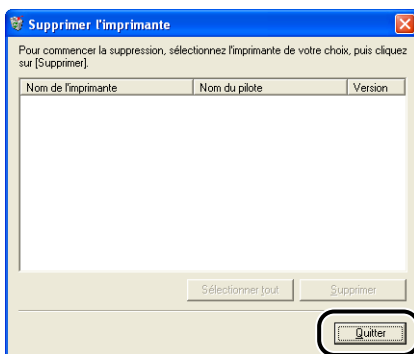 Supprimer l'imprimante
Pour commencer la suppression, sélectionnez l'imprimante de votre choix, puis cliquez
sur [Supprimer].
Nom de l'imprimante Nom du pilote Version
Sélectionner tout Supprimer
Quitter